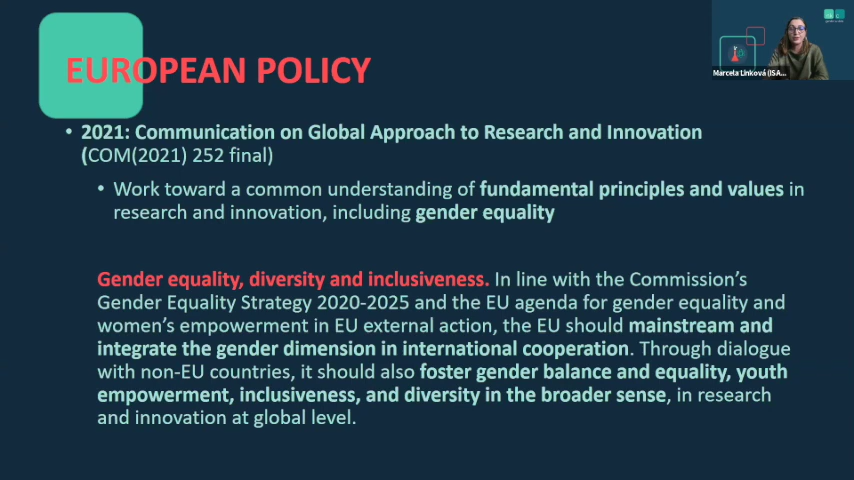 EUROPEAN POLICY
Marcela Linková (ISA...
• 2021: Communication on Global Approach to Research and Innovation
(COM(2021) 252 final)
• Work toward a common understanding of fundamental principles and values in
research and innovation, including gender equality
Gender equality, diversity and inclusiveness. In line with the Commission's
Gender Equality Strategy 2020-2025 and the EU agenda for gender equality and
women's empowerment in EU external action, the EU should mainstream and
integrate the gender dimension in international cooperation. Through dialogue
with non-EU countries, it should also foster gender balance and equality, youth
empowerment, inclusiveness, and diversity in the broader sense, in research
and innovation at global level.